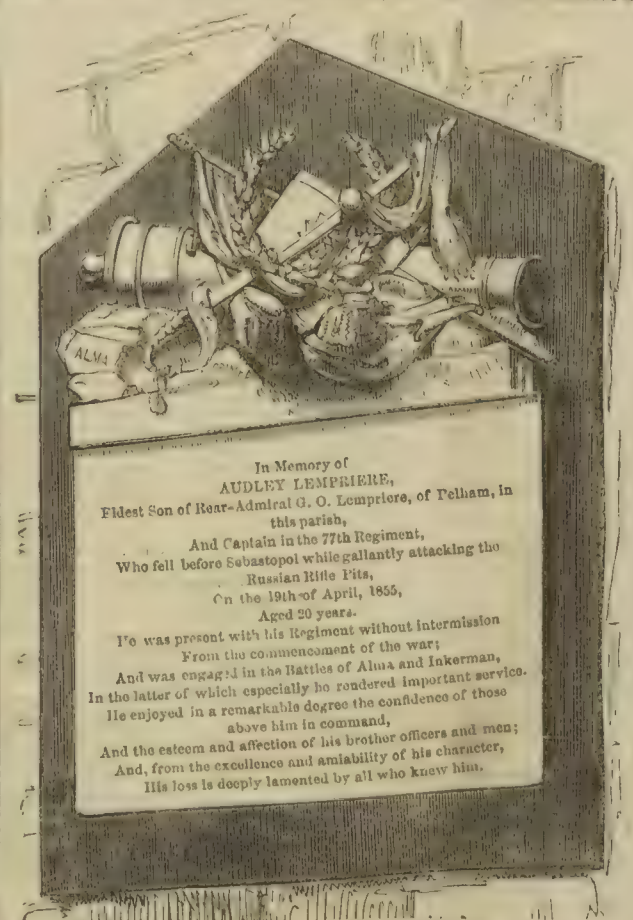 ALMA
In Memory of
AUDLEY LEMPRIERE,
Eldest Son of Rear-Admiral G. O. Lempriere, of Pelham, in
this parish,
And Captain in the 77th Regiment,
Who fell before Sebastopol while gallantly attacking the
Russian Rifle Pits,
On the 19th of April, 1855,
Aged 20 years.
He was present with his Regiment without intermission
From the commencement of the war;
And was engaged in the Battles of Alma and Inkerman,
In the latter of which especially he rendered important service.
He enjoyed in a remarkable degree the confidence of those
above him in command,
And the esteem and affection of his brother officers and men;
And, from the excellence and amiability of his character,
His loss is deeply lamented by all who knew him.